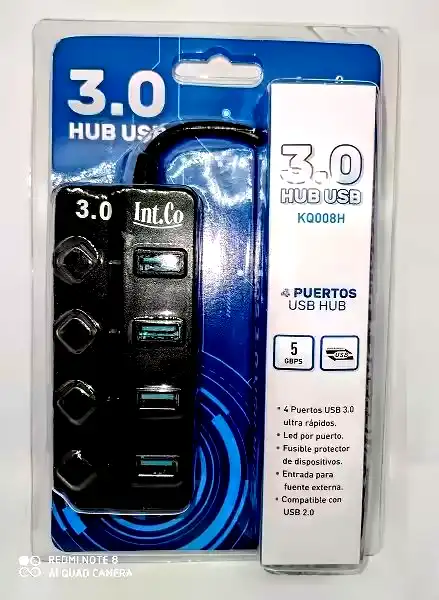 3.0
HUB USB
3.0
Int.Co
3.0
HUB USB
KQ008H
4 PUERTOS
USB HUB
5
GBPS
USB
• 4 Puertos USB 3.0
ultra rápidos.
• Led por puerto.
• Fusible protector
de dispositivos.
• Entrada para
fuente externa.
• Compatible con
USB 2.0
REDMI NOTE 8
AI QUAD CAMERA